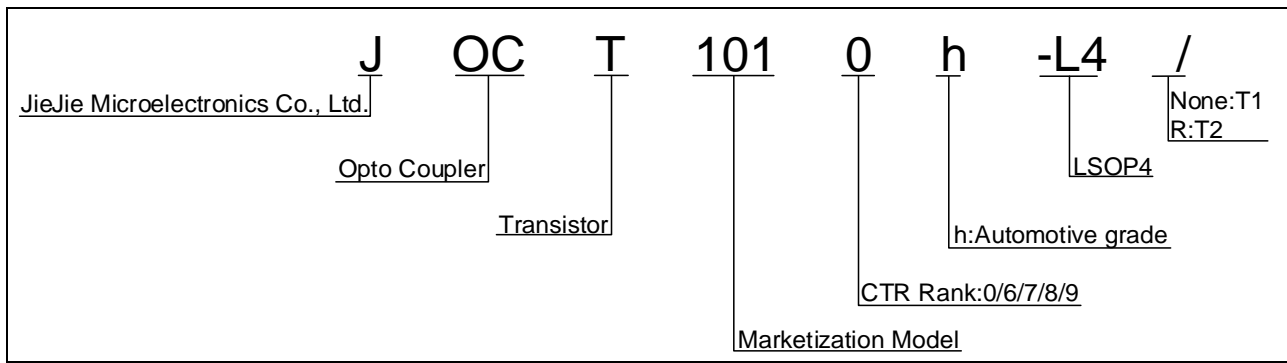 J OC T 101 0 h -L4 /
JieJie Microelectronics Co., Ltd.
None:T1
R:T2
Opto Coupler
LSOP4
Transistor
h:Automotive grade
CTR Rank:0/6/7/8/9
Marketization Model